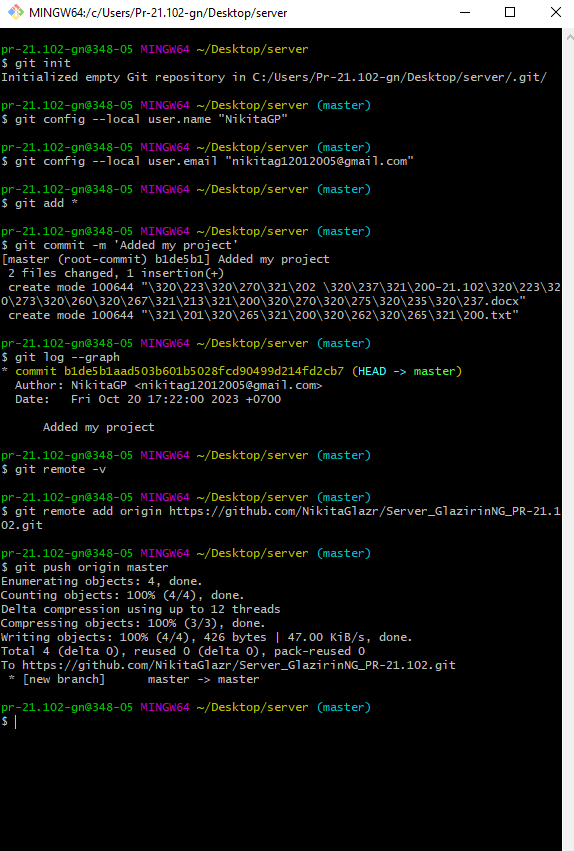 MINGW64:/c/Users/Pr-21.102-gn/Desktop/server
pr-21.102-gn@348-05 MINGW64 ~/Desktop/server
$ git init
Initialized empty Git repository in C:/Users/Pr-21.102-gn/Desktop/server/.git/
pr-21.102-gn@348-05 MINGW64 ~/Desktop/server (master)
$ git config --local user.name "NikitaGP"
pr-21.102-gn@348-05 MINGW64 ~/Desktop/server (master)
$ git config --local user.email "nikitag12012005@gmail.com"
pr-21.102-gn@348-05 MINGW64 ~/Desktop/server (master)
$ git add *
pr-21.102-gn@348-05 MINGW64 ~/Desktop/server (master)
$ git commit -m 'Added my project'
[master (root-commit) b1de5b1] Added my project
 2 files changed, 1 insertion(+)
 create mode 100644 "\320\223\320\270\321\202 \320\237\321\200-21.102\320\223\32
0\273\320\260\320\267\321\213\321\200\320\270\320\275\320\235\320\237.docx"
 create mode 100644 "\321\201\320\265\321\200\320\262\320\265\321\200.txt"
pr-21.102-gn@348-05 MINGW64 ~/Desktop/server (master)
$ git log --graph
* commit b1de5b1aad503b601b5028fcd90499d214fd2cb7 (HEAD -> master)
  Author: NikitaGP <nikitag12012005@gmail.com>
  Date:   Fri Oct 20 17:22:00 2023 +0700
      Added my project
pr-21.102-gn@348-05 MINGW64 ~/Desktop/server (master)
$ git remote -v
pr-21.102-gn@348-05 MINGW64 ~/Desktop/server (master)
$ git remote add origin https://github.com/NikitaGlazr/Server_GlazirinNG_PR-21.1
02.git
pr-21.102-gn@348-05 MINGW64 ~/Desktop/server (master)
$ git push origin master
Enumerating objects: 4, done.
Counting objects: 100% (4/4), done.
Delta compression using up to 12 threads
Compressing objects: 100% (3/3), done.
Writing objects: 100% (4/4), 426 bytes | 47.00 KiB/s, done.
Total 4 (delta 0), reused 0 (delta 0), pack-reused 0
To https://github.com/NikitaGlazr/Server_GlazirinNG_PR-21.102.git
 * [new branch]      master -> master
pr-21.102-gn@348-05 MINGW64 ~/Desktop/server (master)
$